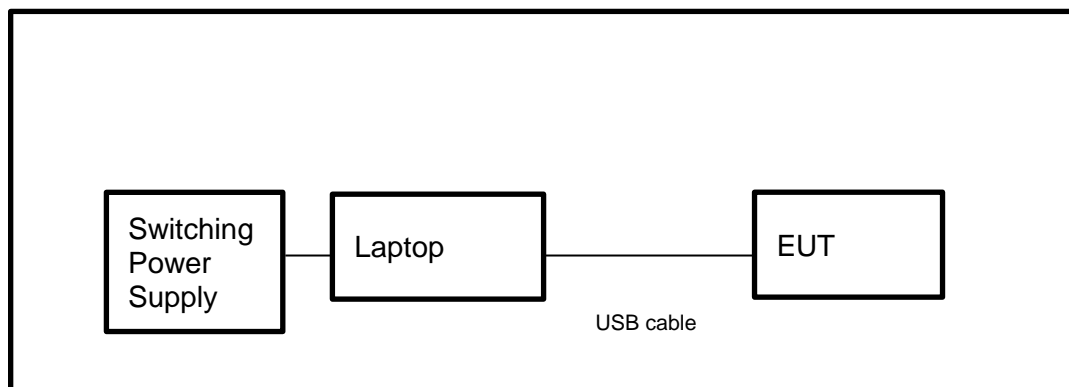 Switching
Power
Supply
Laptop
EUT
USB cable